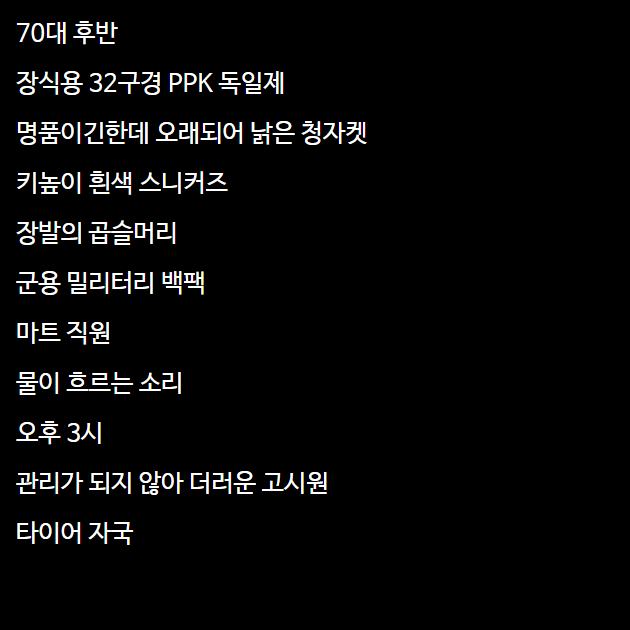 70대 후반
장식용 32구경 PPK 독일제
명품이긴한데 오래되어 낡은 청자켓
키높이 흰색 스니커즈
장발의 곱슬머리
군용 밀리터리 백팩
마트 직원
물이 흐르는 소리
오후 3시
관리가 되지 않아 더러운 고시원
타이어 자국